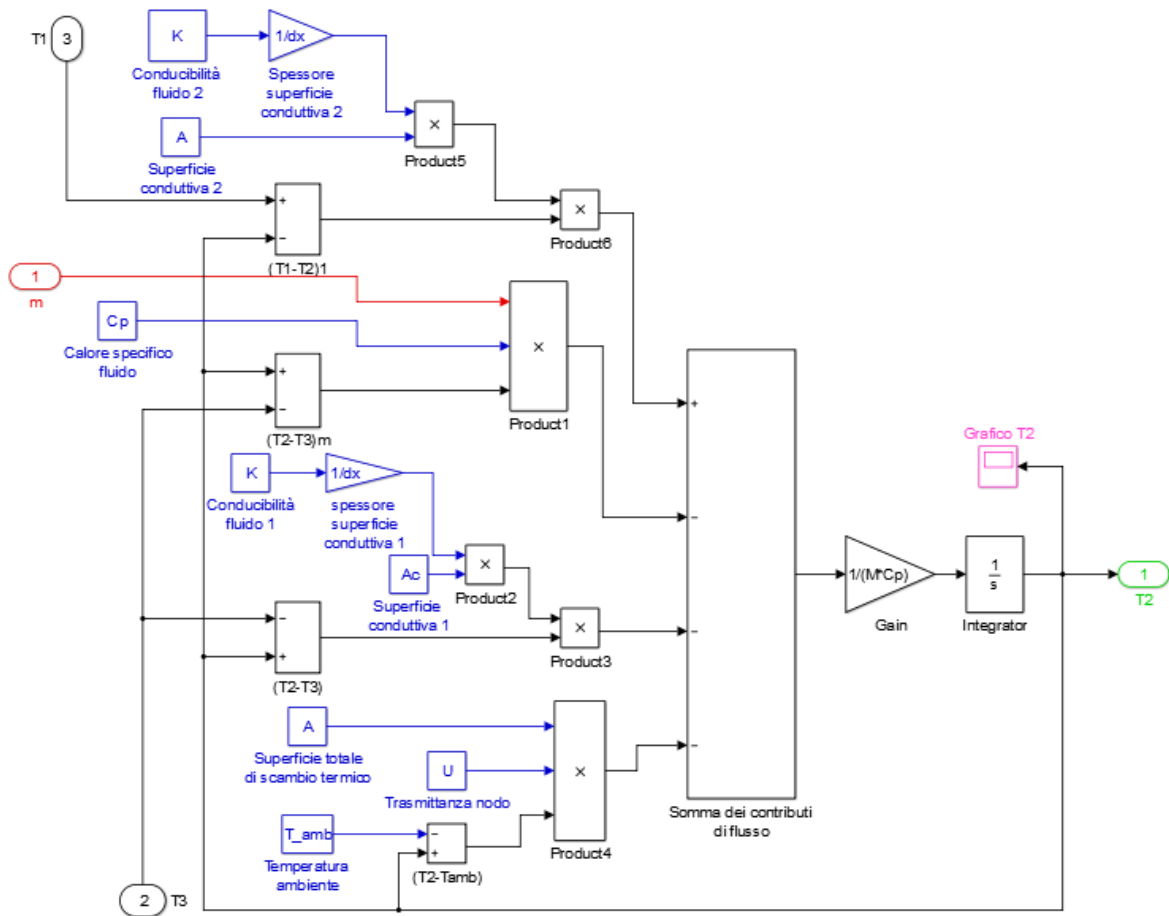 T1
3
K
1/dx
Conducibilità
fluido 2
Spessore
superficie
conduttiva 2
A
×
Product5
Superficie
conduttiva 2
+
−
(T1-T2)1
×
Product6
1
m
Cp
Calore specifico
fluido
×
Product1
+
−
(T2-T3)m
K
1/dx
Conducibilità
fluido 1
spessore
superficie
conduttiva 1
Ac
×
Product2
Superficie
conduttiva 1
−
+
(T2-T3)
×
Product3
A
Superficie totale
di scambio termico
U
Trasmittanza nodo
×
Product4
T_amb
Temperatura
ambiente
−
+
(T2-Tamb)
2
T3
+
−
−
−
Somma dei contributi
di flusso
1/(M*Cp)
Gain
1
s
Integrator
Grafico T2
1
T2